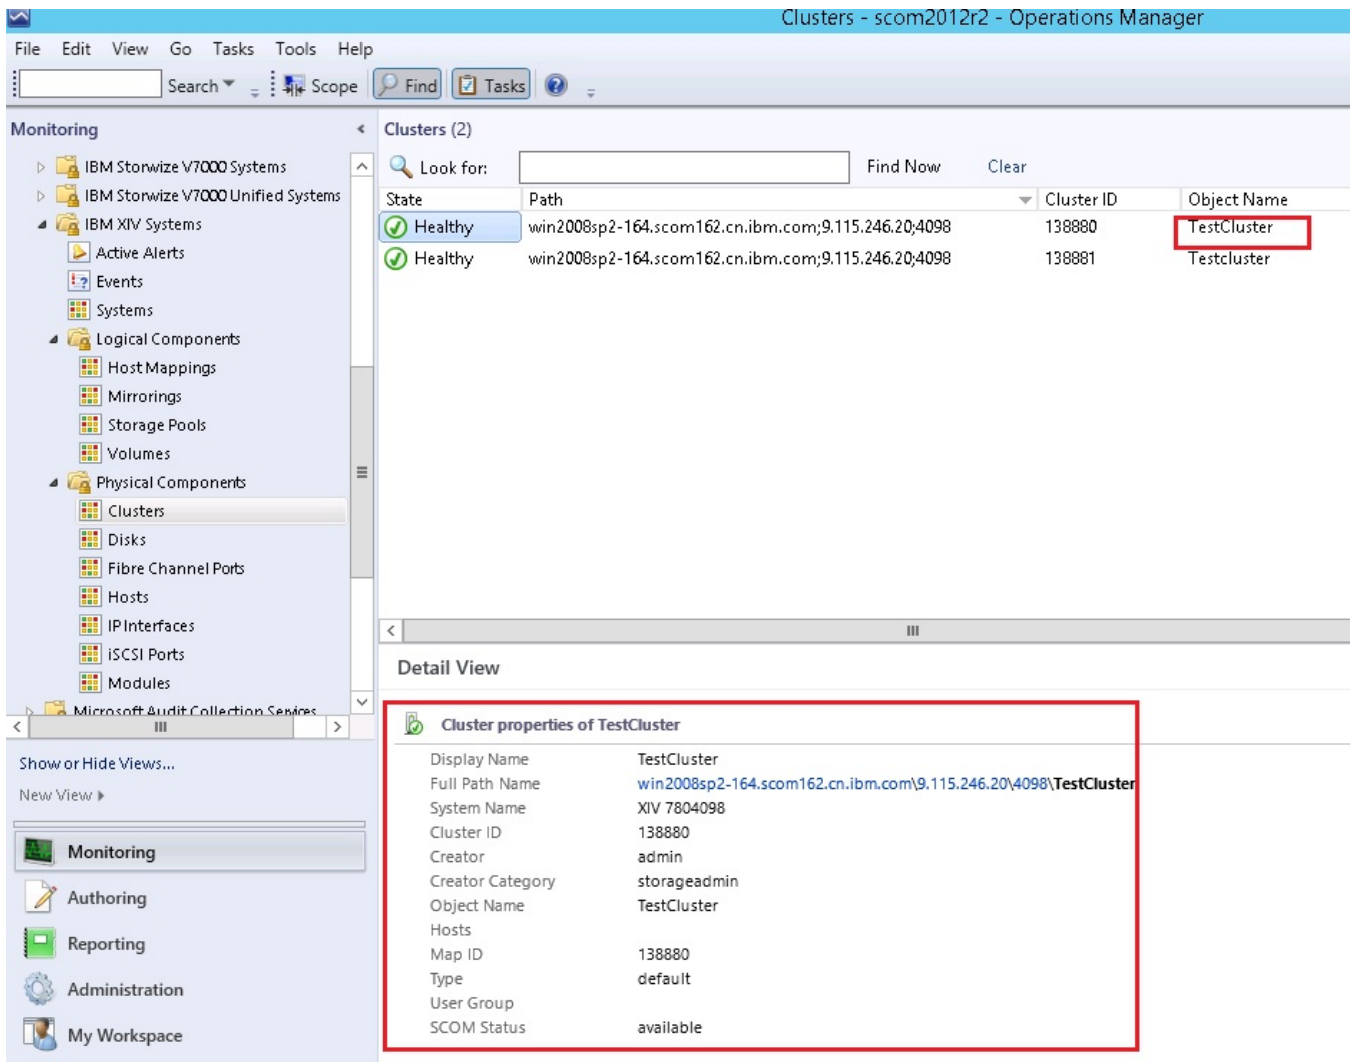 Clusters - scom2012r2 - Operations Manager
File Edit View Go Tasks Tools Help
Search Scope Find Tasks
Monitoring
IBM Storwize V7000 Systems
IBM Storwize V7000 Unified Systems
IBM XIV Systems
Active Alerts
Events
Systems
Logical Components
Host Mappings
Mirrorings
Storage Pools
Volumes
Physical Components
Clusters
Disks
Fibre Channel Ports
Hosts
IP Interfaces
iSCSI Ports
Modules
Microsoft Audit Collection Services
Show or Hide Views...
New View
Monitoring
Authoring
Reporting
Administration
My Workspace
Clusters (2)
Look for: Find Now Clear
State Path Cluster ID Object Name
Healthy win2008sp2-164.scom162.cn.ibm.com;9.115.246.20;4098 138880 TestCluster
Healthy win2008sp2-164.scom162.cn.ibm.com;9.115.246.20;4098 138881 Testcluster
Detail View
Cluster properties of TestCluster
Display Name TestCluster
Full Path Name win2008sp2-164.scom162.cn.ibm.com\9.115.246.20\4098\TestCluster
System Name XIV 7804098
Cluster ID 138880
Creator admin
Creator Category storageadmin
Object Name TestCluster
Hosts
Map ID 138880
Type default
User Group
SCOM Status available